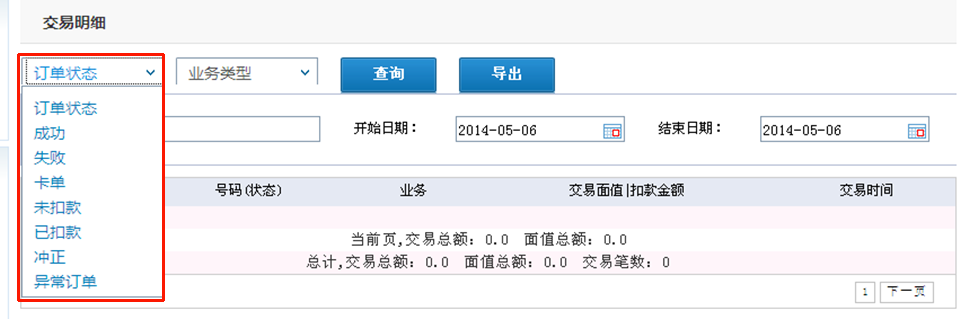 交易明细
订单状态 业务类型 查询 导出
订单状态
成功
失败
卡单
未扣款
已扣款
冲正
异常订单
开始日期： 2014-05-06 结束日期： 2014-05-06
号码(状态) 业务 交易面值|扣款金额 交易时间
当前页,交易总额：0.0 面值总额：0.0
总计,交易总额：0.0 面值总额：0.0 交易笔数：0
1 下一页